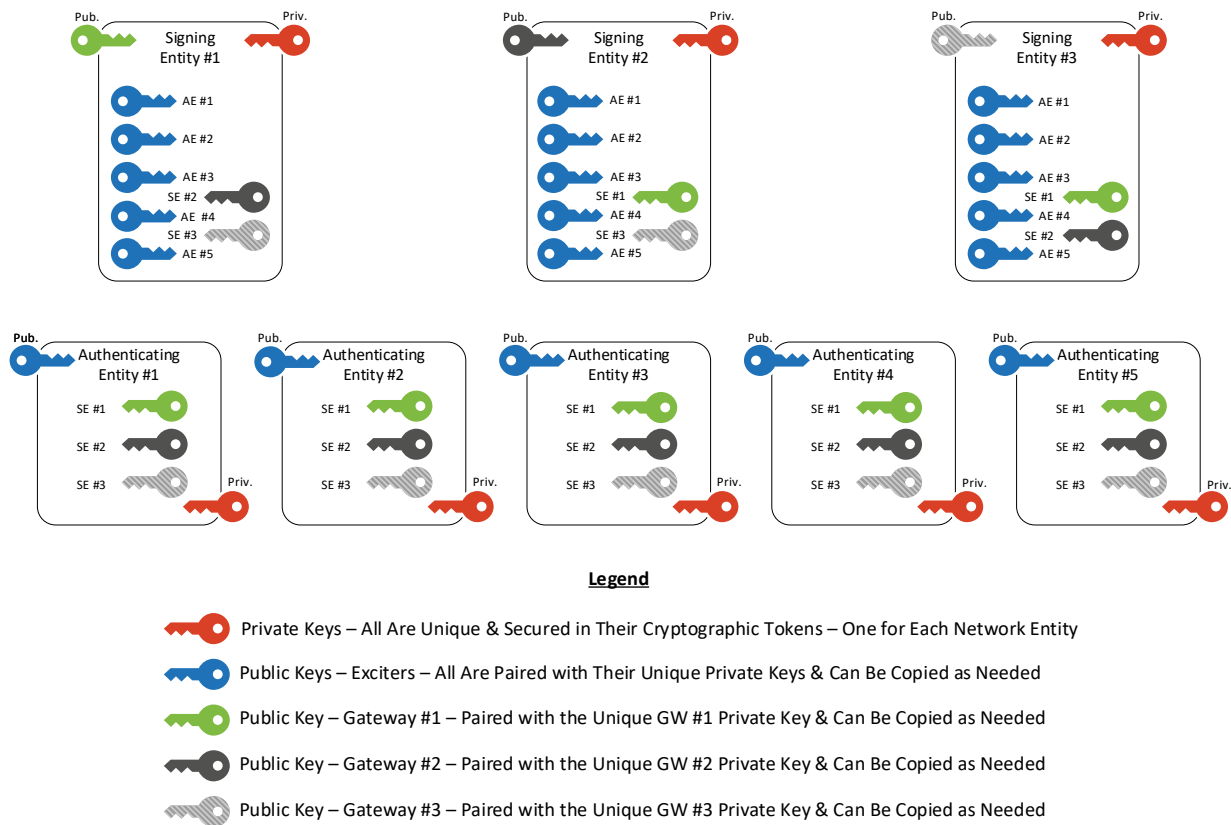 Pub.
Priv.
Signing
Entity #1
AE #1
AE #2
AE #3
SE #2
AE #4
SE #3
AE #5
Pub.
Priv.
Signing
Entity #2
AE #1
AE #2
AE #3
SE #1
AE #4
SE #3
AE #5
Pub.
Priv.
Signing
Entity #3
AE #1
AE #2
AE #3
SE #1
AE #4
SE #2
AE #5
Pub.
Authenticating
Entity #1
SE #1
SE #2
SE #3
Priv.
Pub.
Authenticating
Entity #2
SE #1
SE #2
SE #3
Priv.
Pub.
Authenticating
Entity #3
SE #1
SE #2
SE #3
Priv.
Pub.
Authenticating
Entity #4
SE #1
SE #2
SE #3
Priv.
Pub.
Authenticating
Entity #5
SE #1
SE #2
SE #3
Priv.
Legend
Private Keys – All Are Unique & Secured in Their Cryptographic Tokens – One for Each Network Entity
Public Keys – Exciters – All Are Paired with Their Unique Private Keys & Can Be Copied as Needed
Public Key – Gateway #1 – Paired with the Unique GW #1 Private Key & Can Be Copied as Needed
Public Key – Gateway #2 – Paired with the Unique GW #2 Private Key & Can Be Copied as Needed
Public Key – Gateway #3 – Paired with the Unique GW #3 Private Key & Can Be Copied as Needed